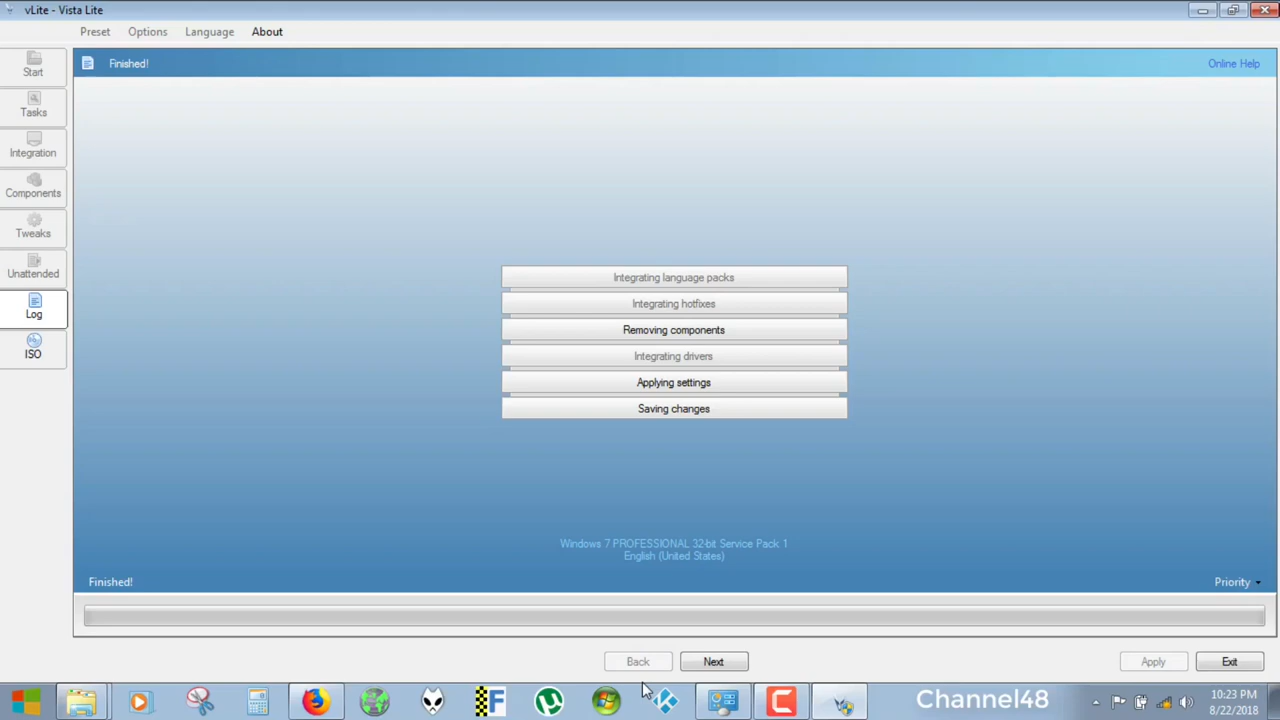 vLite - Vista Lite
Preset Options Language About
Start
Tasks
Integration
Components
Tweaks
Unattended
Log
ISO
Finished!
Online Help
Integrating language packs
Integrating hotfixes
Removing components
Integrating drivers
Applying settings
Saving changes
Windows 7 PROFESSIONAL 32-bit Service Pack 1
English (United States)
Finished!
Priority
Back Next
Apply Exit
Channel48
10:23 PM
8/22/2018